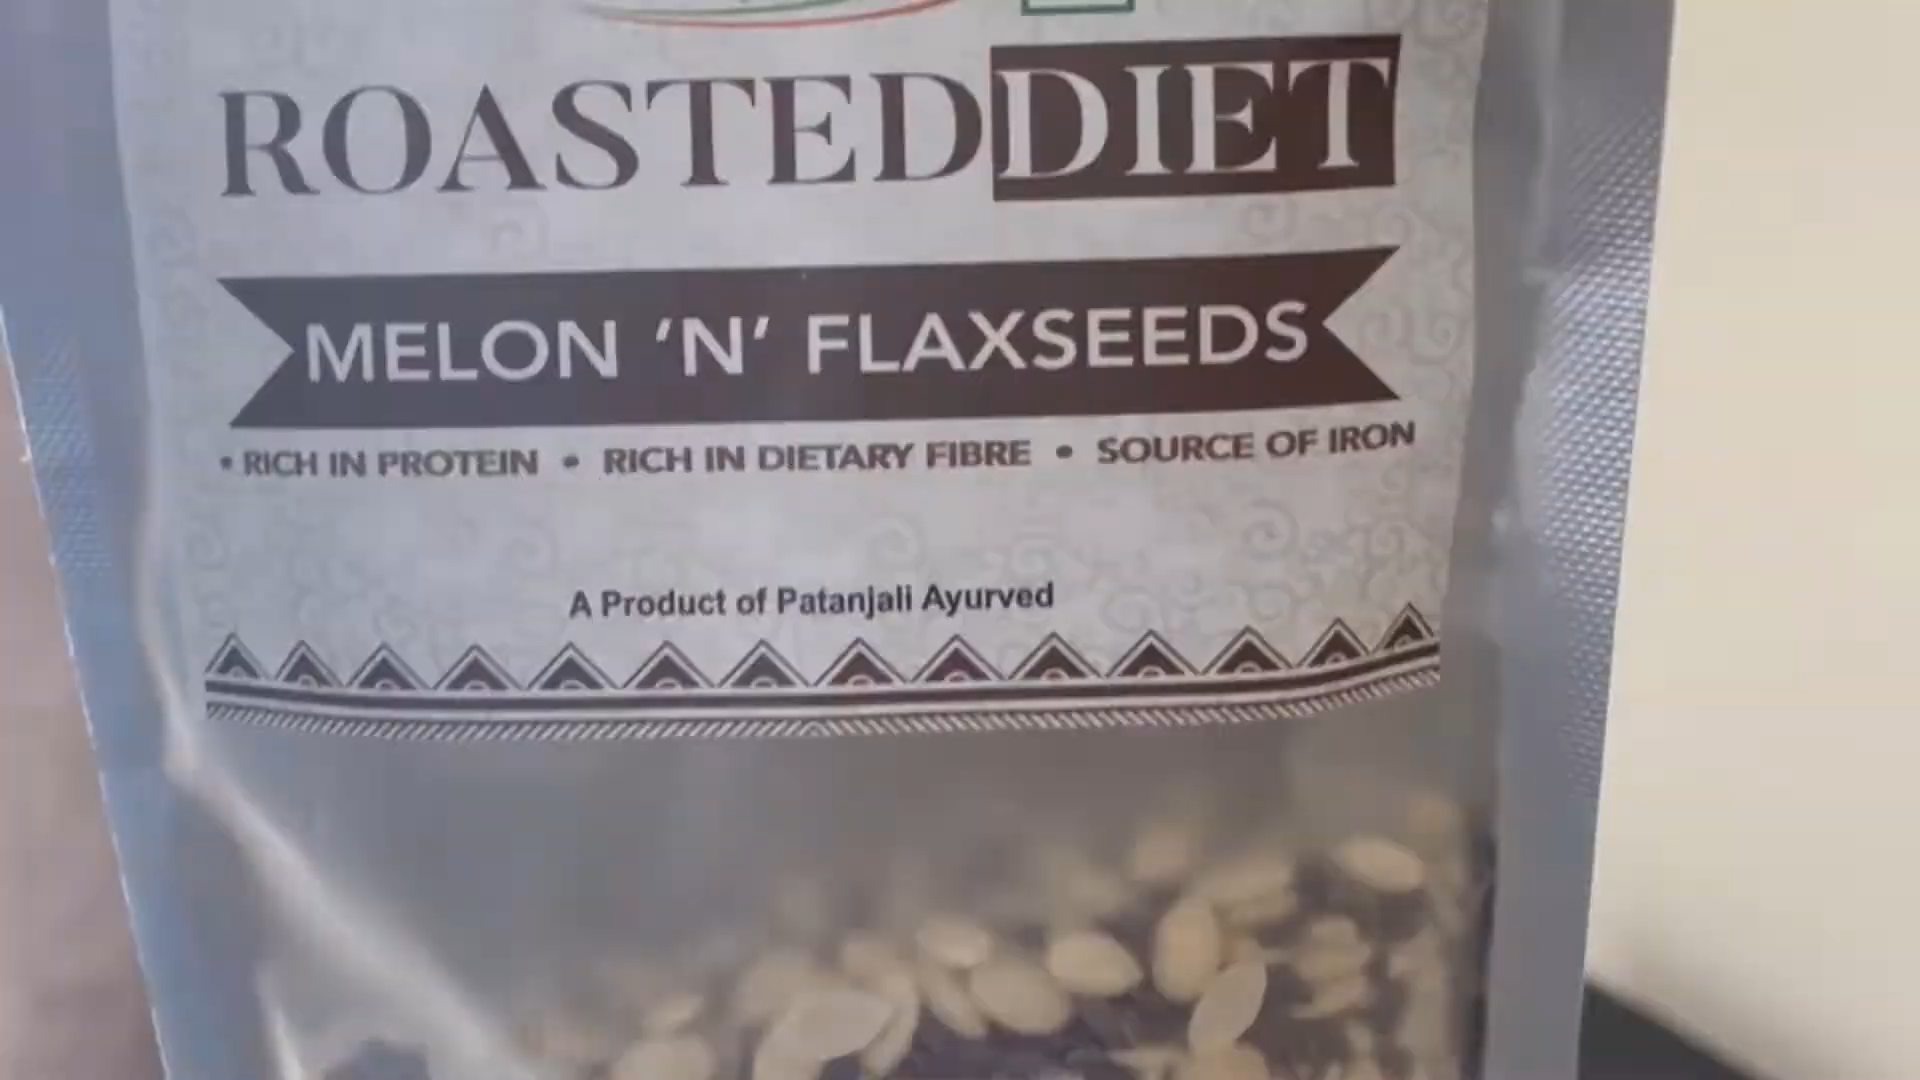 ROASTEDDIET
MELON 'N' FLAXSEEDS
• RICH IN PROTEIN • RICH IN DIETARY FIBRE • SOURCE OF IRON
A Product of Patanjali Ayurved